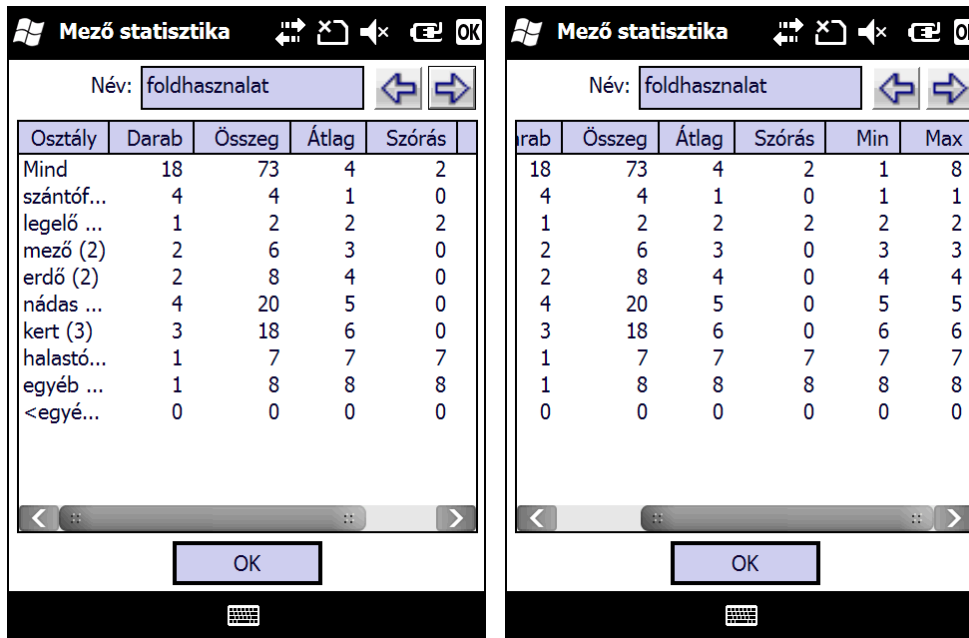 Mező statisztika OK
Név: foldhasznalat
Osztály Darab Összeg Átlag Szórás
Mind 18 73 4 2
szántóf... 4 4 1 0
legelő ... 1 2 2 2
mező (2) 2 6 3 0
erdő (2) 2 8 4 0
nádas ... 4 20 5 0
kert (3) 3 18 6 0
halastó... 1 7 7 7
egyéb ... 1 8 8 8
<egyé... 0 0 0 0
OK
Mező statisztika
Név: foldhasznalat
arab Összeg Átlag Szórás Min Max
18 73 4 2 1 8
4 4 1 0 1 1
1 2 2 2 2 2
2 6 3 0 3 3
2 8 4 0 4 4
4 20 5 0 5 5
3 18 6 0 6 6
1 7 7 7 7 7
1 8 8 8 8 8
0 0 0 0 0 0
OK